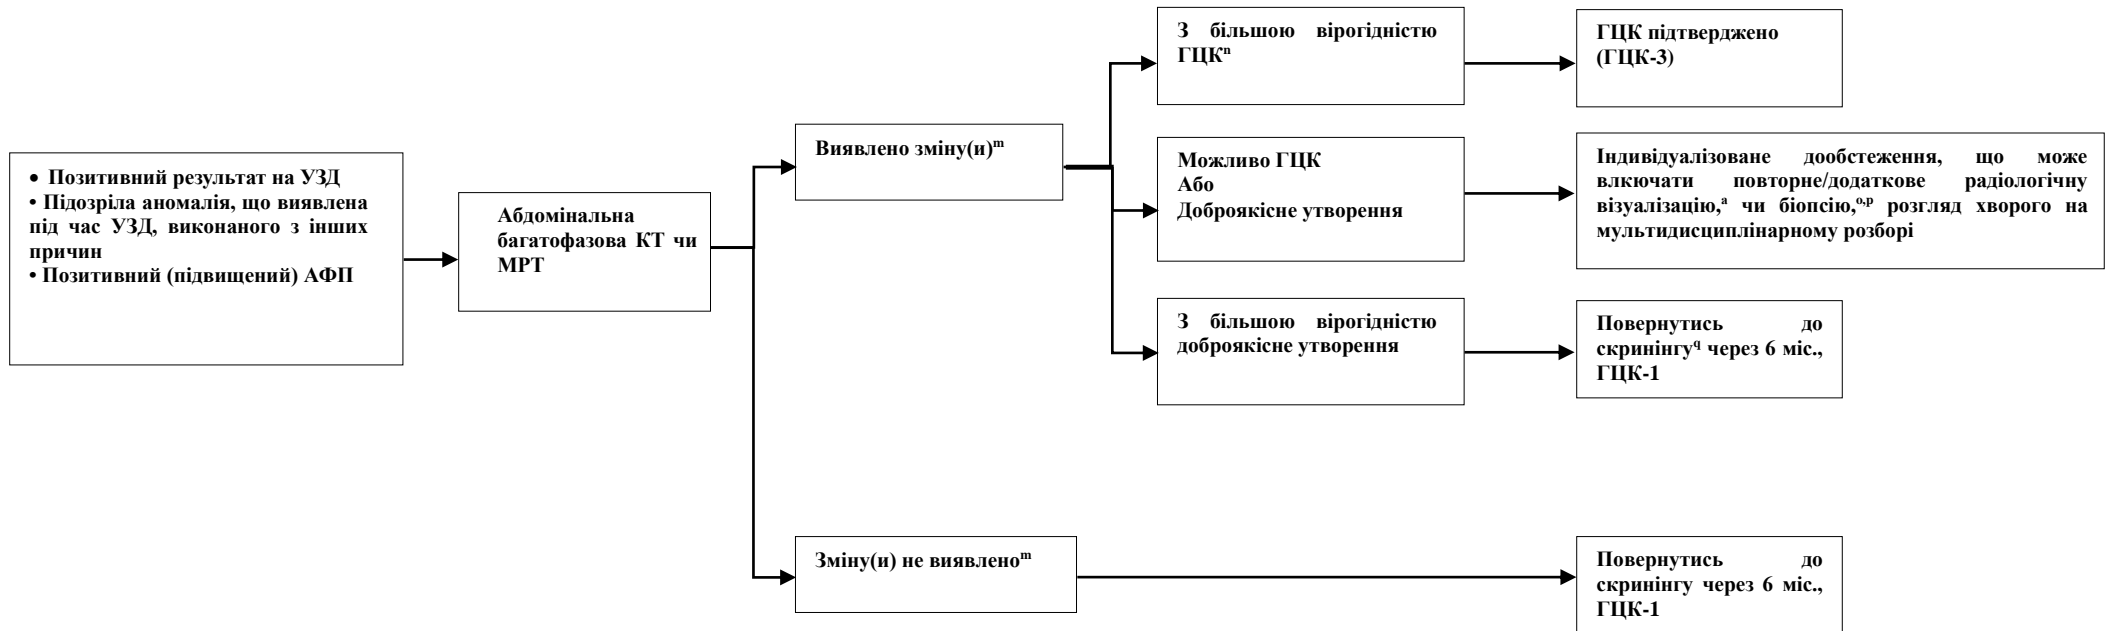 • Позитивний результат на УЗД
• Підозріла аномалія, що виявлена
під час УЗД, виконаного з інших
причин
• Позитивний (підвищений) АФП
Абдомінальна
багатофазова КТ чи
МРТ
Виявлено зміну(и)ᵐ
З більшою вірогідністю
ГЦКⁿ
ГЦК підтверджено
(ГЦК-3)
Можливо ГЦК
Або
Доброякісне утворення
Індивідуалізоване дообстеження, що може
влкючати повторне/додаткове радіологічну
візуалізацію,ᵃ чи біопсію,ᵒ,ᵖ розгляд хворого на
мультидисциплінарному розборі
З більшою вірогідністю
доброякісне утворення
Повернутись до
скринінгуq через 6 міс.,
ГЦК-1
Зміну(и) не виявленоᵐ
Повернутись до
скринінгу через 6 міс.,
ГЦК-1